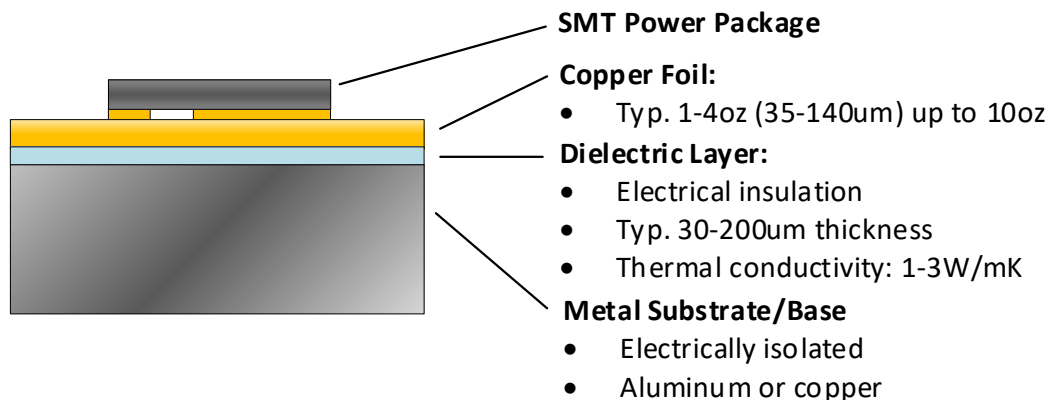 SMT Power Package
Copper Foil:
• Typ. 1-4oz (35-140um) up to 10oz
Dielectric Layer:
• Electrical insulation
• Typ. 30-200um thickness
• Thermal conductivity: 1-3W/mK
Metal Substrate/Base
• Electrically isolated
• Aluminum or copper